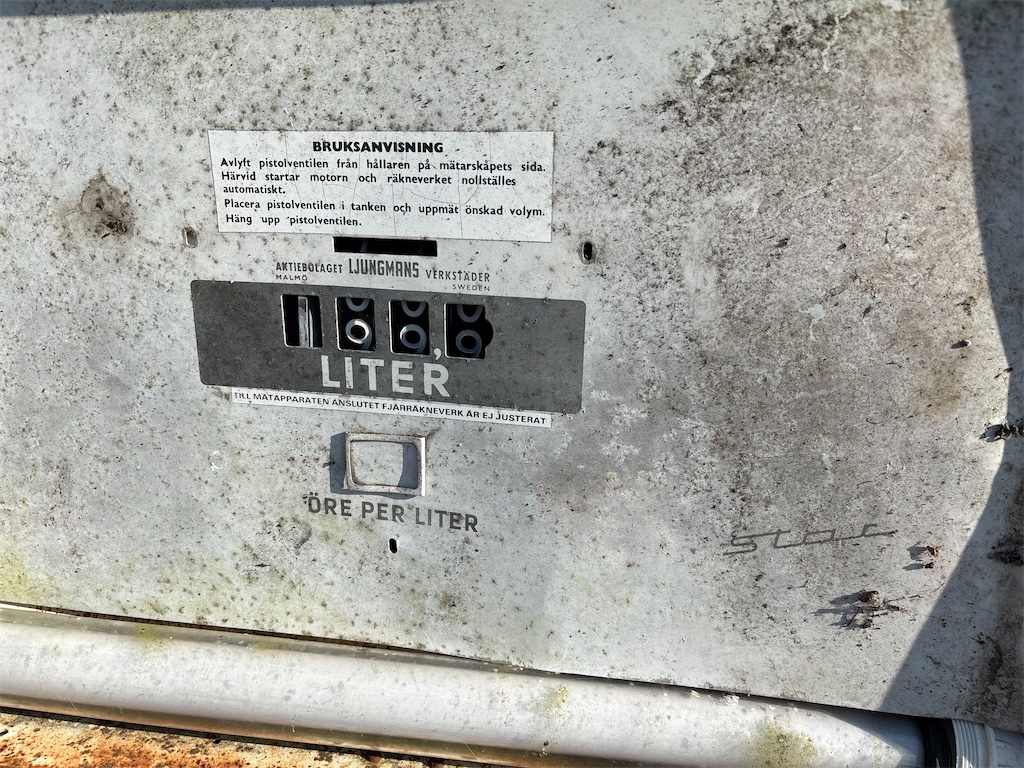 BRUKSANVISNING
Avlyft pistolventilen från hållaren på mätarskåpets sida.
Härvid startar motorn och räkneverket nollställes
automatiskt.
Placera pistolventilen i tanken och uppmät önskad volym.
Häng upp pistolventilen.
AKTIEBOLAGET LJUNGMANS VERKSTÄDER
MALMÖ SWEDEN
,
LITER
TILL MÄTAPPARATEN ANSLUTET FJÄRRÄKNEVERK ÄR EJ JUSTERAT
ÖRE PER LITER